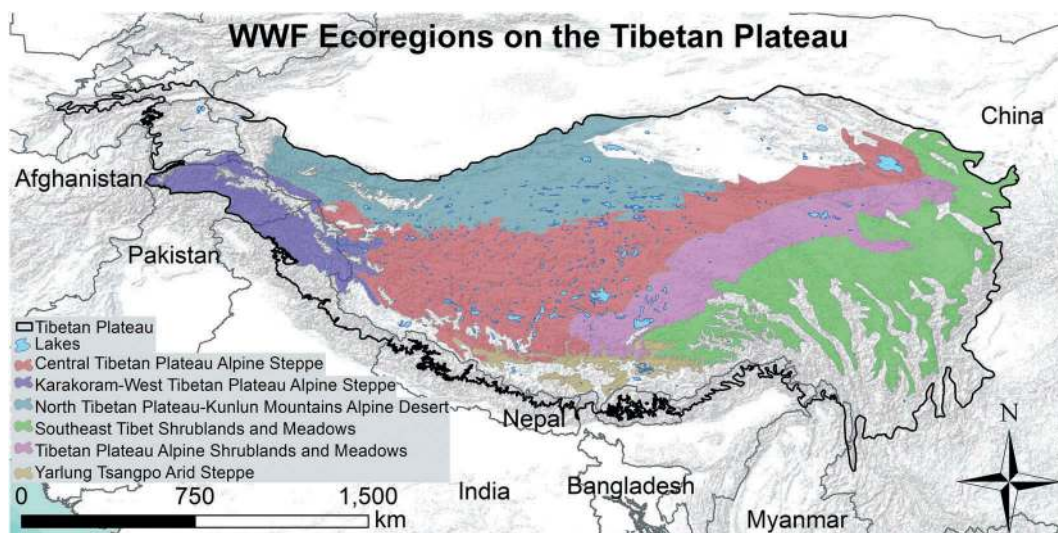 WWF Ecoregions on the Tibetan Plateau
China
Afghanistan
Pakistan
Tibetan Plateau
Lakes
Central Tibetan Plateau Alpine Steppe
Karakoram-West Tibetan Plateau Alpine Steppe
North Tibetan Plateau-Kunlun Mountains Alpine Desert
Southeast Tibet Shrublands and Meadows
Tibetan Plateau Alpine Shrublands and Meadows
Yarlung Tsangpo Arid Steppe
Nepal
N
0 750 1,500
km
India
Bangladesh
Myanmar